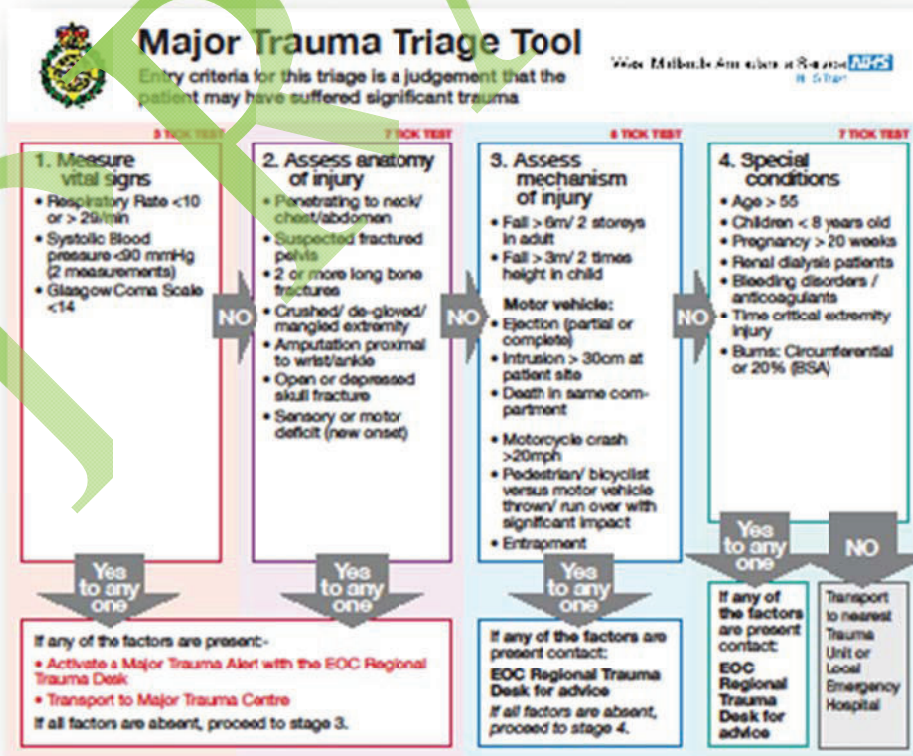 Major Trauma Triage Tool
Entry criteria for this triage is a judgement that the
patient may have suffered significant trauma
West Midlands Ambulance Service NHS
NHS Trust
3 TICK TEST
1. Measure
vital signs
• Respiratory Rate <10
or > 29/min
• Systolic Blood
pressure <90 mmHg
(2 measurements)
• Glasgow Coma Scale
<14
NO
7 TICK TEST
2. Assess anatomy
of injury
• Penetrating to neck/
chest/abdomen
• Suspected fractured
pelvis
• 2 or more long bone
fractures
• Crushed/ de-gloved/
mangled extremity
• Amputation proximal
to wrist/ankle
• Open or depressed
skull fracture
• Sensory or motor
deficit (new onset)
NO
TICK TEST
3. Assess
mechanism
of injury
• Fall >6m/ 2 storeys
in adult
• Fall >3m/ 2 times
height in child
Motor vehicle:
• Ejection (partial or
complete)
• Intrusion > 30cm at
patient site
• Death in same com-
partment
• Motorcycle crash
>20mph
• Pedestrian/ bicyclist
versus motor vehicle
thrown/ run over with
significant impact
• Entrapment
NO
7 TICK TEST
4. Special
conditions
• Age > 55
• Children < 8 years old
• Pregnancy >20 weeks
• Renal dialysis patients
• Bleeding disorders /
anticoagulants
• Time critical extremity
injury
• Burns: Circumferential
or 20% (BSA)
Yes
to any
one
Yes
to any
one
If any of the factors are present:-
• Activate a Major Trauma Alert with the EOC Regional
Trauma Desk
• Transport to Major Trauma Centre
If all factors are absent, proceed to stage 3.
Yes
to any
one
If any of the factors are
present contact:
EOC Regional Trauma
Desk for advice
If all factors are absent,
proceed to stage 4.
Yes
to any
one
If any of
the factors
are present
contact:
EOC
Regional
Trauma
Desk for
advice
NO
Transport
to nearest
Trauma
Unit or
Local
Emergency
Hospital